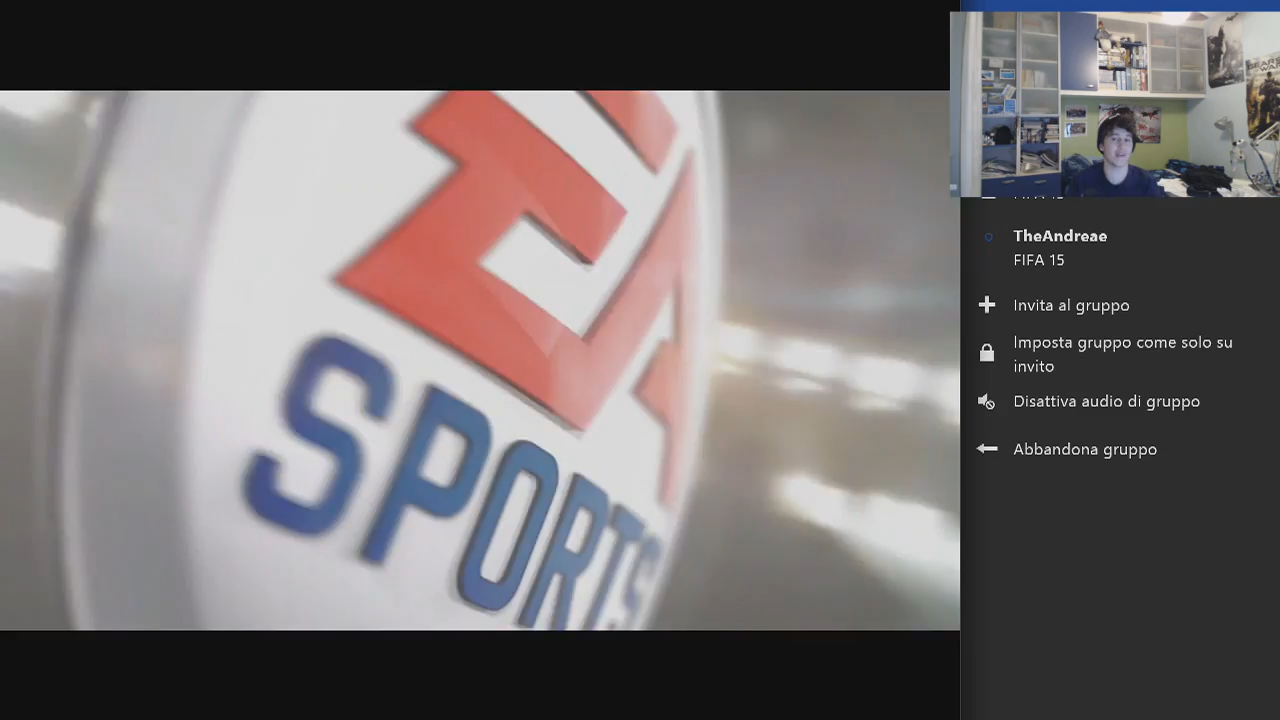 EA
SPORTS
TheAndreae
FIFA 15
Invita al gruppo
Imposta gruppo come solo su
invito
Disattiva audio di gruppo
Abbandona gruppo